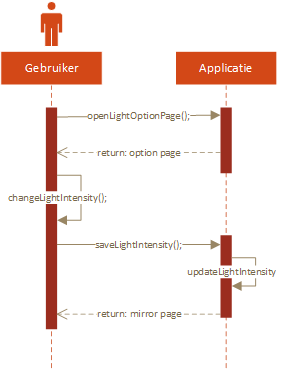 Gebruiker
Applicatie
openLightOptionPage();
return: option page
changeLightIntensity();
saveLightIntensity();
updateLightIntensity
return: mirror page